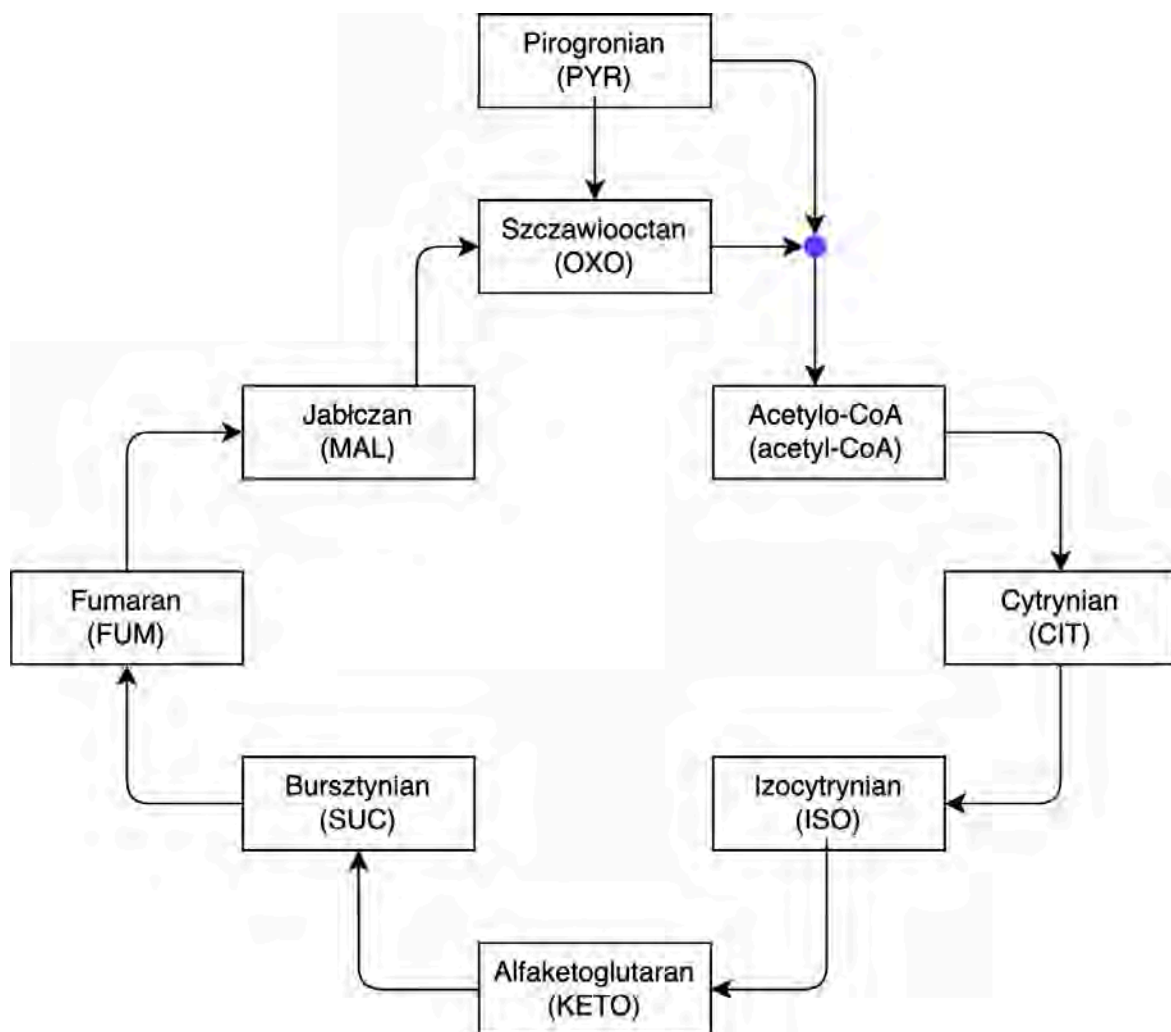 Pirogronian
(PYR)
Szczawiooctan
(OXO)
Jabłczan
(MAL)
Acetylo-CoA
(acetyl-CoA)
Fumaran
(FUM)
Cytrynian
(CIT)
Bursztynian
(SUC)
Izocytrynian
(ISO)
Alfaketoglutaran
(KETO)